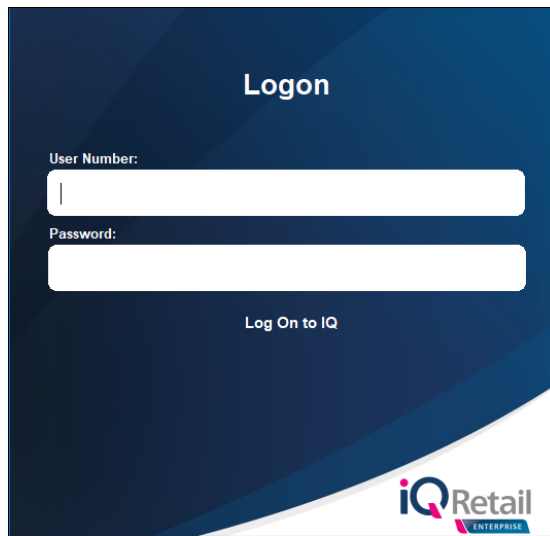 Logon
User Number:
Password:
Log On to IQ
iQRetail
ENTERPRISE